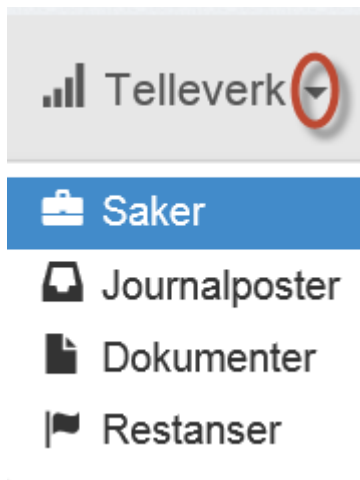 Telleverk
Saker
Journalposter
Dokumenter
Restanser